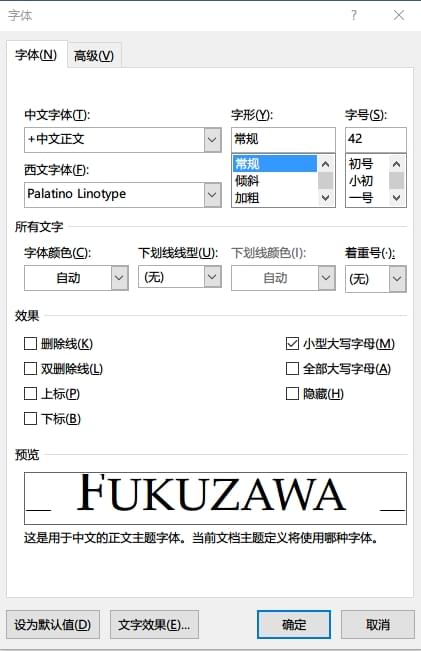 字体 ?
字体(N) 高级(V)
中文字体(T): 字形(Y): 字号(S):
+中文正文 常规 42
常规 初号
西文字体(F): 倾斜 小初
Palatino Linotype 加粗 一号
所有文字
字体颜色(C): 下划线线型(U): 下划线颜色(I): 着重号(·):
自动 (无) 自动 (无)
效果
删除线(K) 小型大写字母(M)
双删除线(L) 全部大写字母(A)
上标(P) 隐藏(H)
下标(B)
预览
FUKUZAWA
这是用于中文的正文主题字体。当前文档主题定义将使用哪种字体。
设为默认值(D) 文字效果(E)... 确定 取消